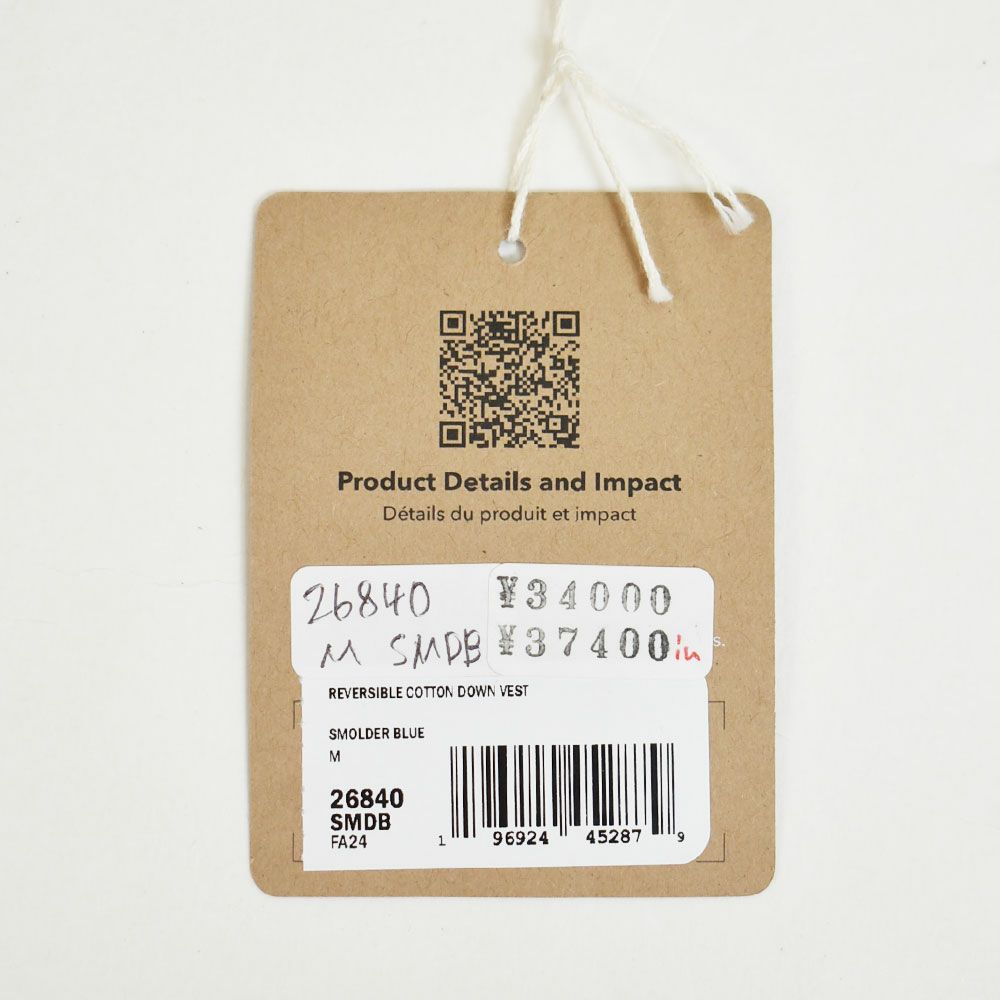 Product Details and Impact
Détails du produit et impact
26840
M SMDB
¥34000
¥37400in
s.
REVERSIBLE COTTON DOWN VEST
SMOLDER BLUE
M
26840
SMDB
FA24
1 96924 45287 9